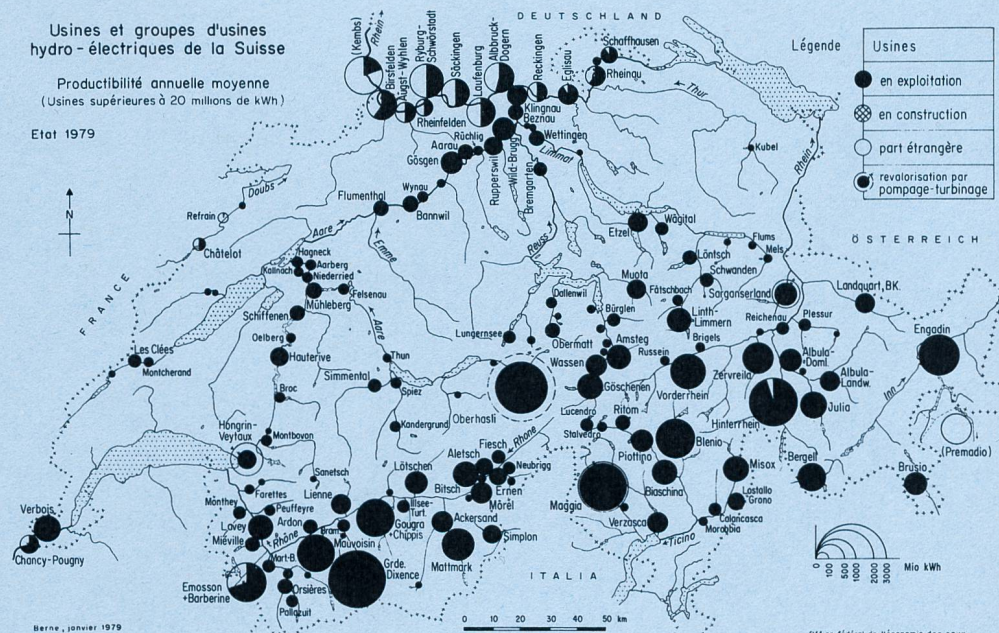 Usines et groupes d'usines
hydro-électriques de la Suisse
Productibilité annuelle moyenne
(Usines supérieures à 20 millions de kWh)
Etat 1979
N
DEUTSCHLAND
Légende
Usines
en exploitation
en construction
part étrangère
revalorisation par
pompage-turbinage
(Kembs)
Rhein
Birsfelden
Augst-Wyhlen
Ryburg-
Schwörstadt
Rheinfelden
Säckingen
Laufenburg
Albbruck-
Dogern
Reckingen
Eglisau
Schaffhausen
Rheinau
Thur
Klingnau
Beznau
Wettingen
Limmat
Kubel
Rhein
Rüchlig
Aarau
Gösgen
Rupperswil
Wild-Brugg
Bremgarten
Doubs
Refrain
Châtelot
Flumenthal
Wynau
Bannwil
Aare
Emme
Reuss
Etzel
Wägital
Flums
Mels
ÖSTERREICH
FRANCE
Hagneck
Kallnach
Aarberg
Niederried
Mühleberg
Felsenau
Schiffenen
Oelberg
Hauterive
Broc
Aare
Löntsch
Schwanden
Muota
Fätschbach
Sarganserland
Landquart, BK.
Linth-
Limmern
Dallenwil
Bürglen
Lungernsee
Obermatt
Amsteg
Wassen
Göschenen
Reichenau
Plessur
Brigels
Russein
Vorderrhein
Zervreila
Albula-
Doml.
Albula-
Landw.
Julia
Hinterrhein
Engadin
Inn
(Premadio)
Les Clées
Montcherand
Simmental
Thun
Spiez
Kandergrund
Oberhasli
Lucendro
Stalvedro
Ritom
Piottino
Blenio
Biaschina
Misox
Lostallo
Grono
Calancasca
Morobbia
Bergell
Brusio
Hongrin-
Veytaux
Montbovon
Sanetsch
Farettes
Monthey
Peuffeyre
Lavey
Miéville
Lienne
Ardon
Bram.
Mart-B.
Rhône
Mauvoisin
Emosson
+Barberine
Orsières
Pallazuit
Grde.
Dixence
Lötschen
Illsee-
Turt.
Gougra
Chippis
Aletsch
Fiesch
Rhone
Neubrigg
Bitsch
Ernen
Mörel
Ackersand
Simplon
Mattmark
Maggia
Verzasca
Ticino
Verbois
Chancy-Pougny
ITALIA
0 100 500 1000 2000 3000 Mio kWh
0 10 20 30 40 50 km
Berne, janvier 1979